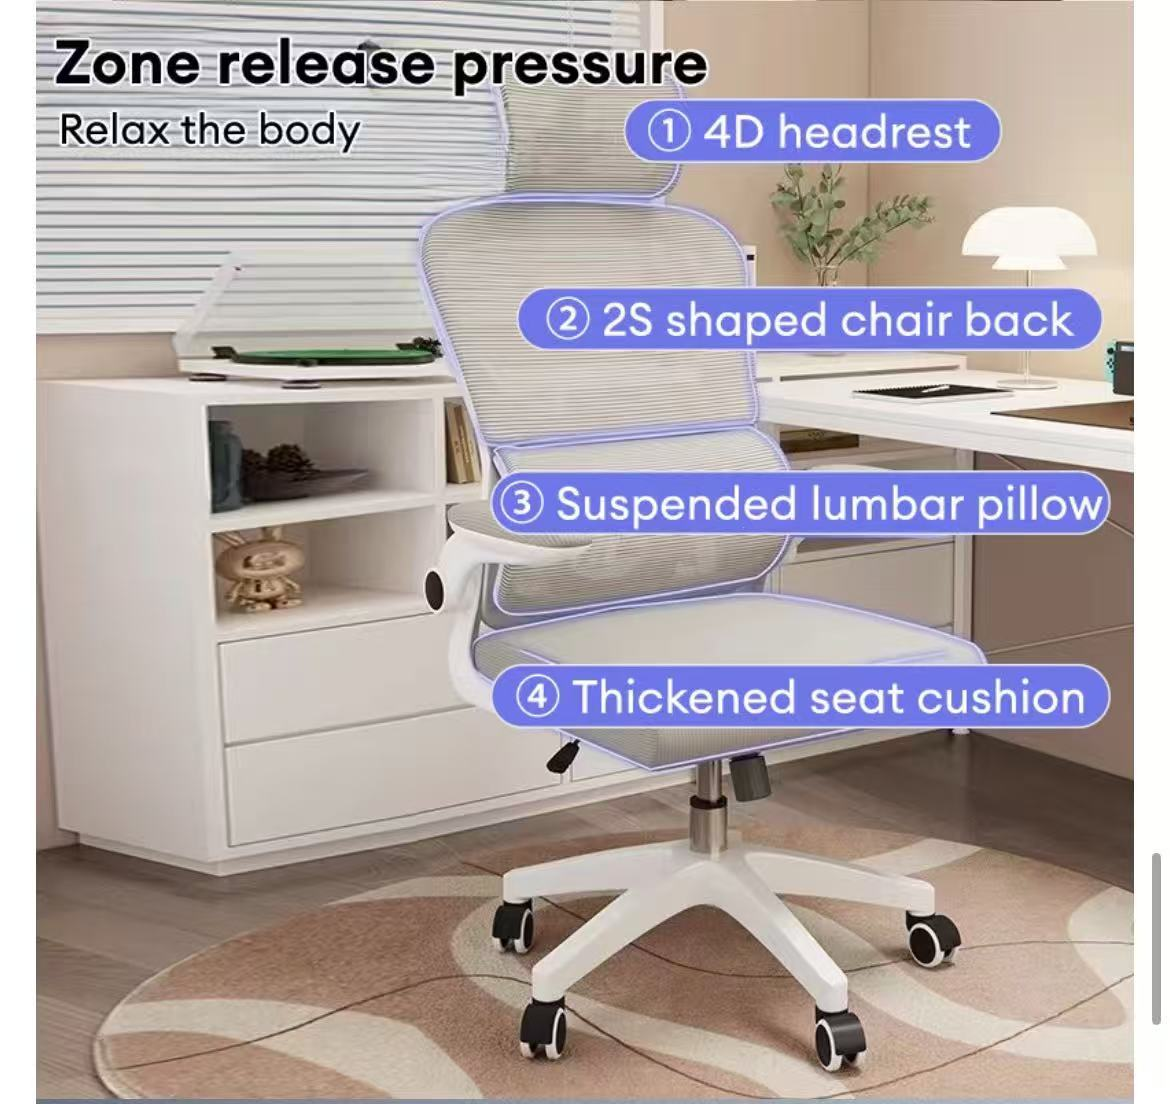 Zone release pressure
Relax the body
① 4D headrest
② 2S shaped chair back
③ Suspended lumbar pillow
④ Thickened seat cushion